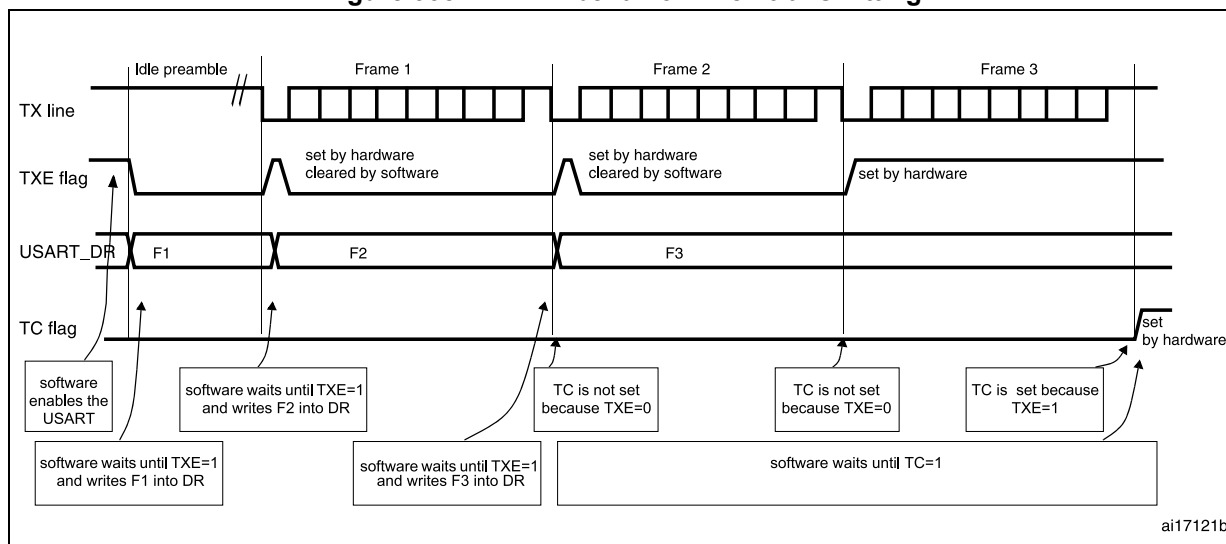 Idle preamble
Frame 1
Frame 2
Frame 3
TX line
TXE flag
set by hardware
cleared by software
set by hardware
cleared by software
set by hardware
USART_DR
F1
F2
F3
TC flag
set
by hardware
software
enables the
USART
software waits until TXE=1
and writes F2 into DR
TC is not set
because TXE=0
TC is not set
because TXE=0
TC is set because
TXE=1
software waits until TXE=1
and writes F1 into DR
software waits until TXE=1
and writes F3 into DR
software waits until TC=1
ai17121b